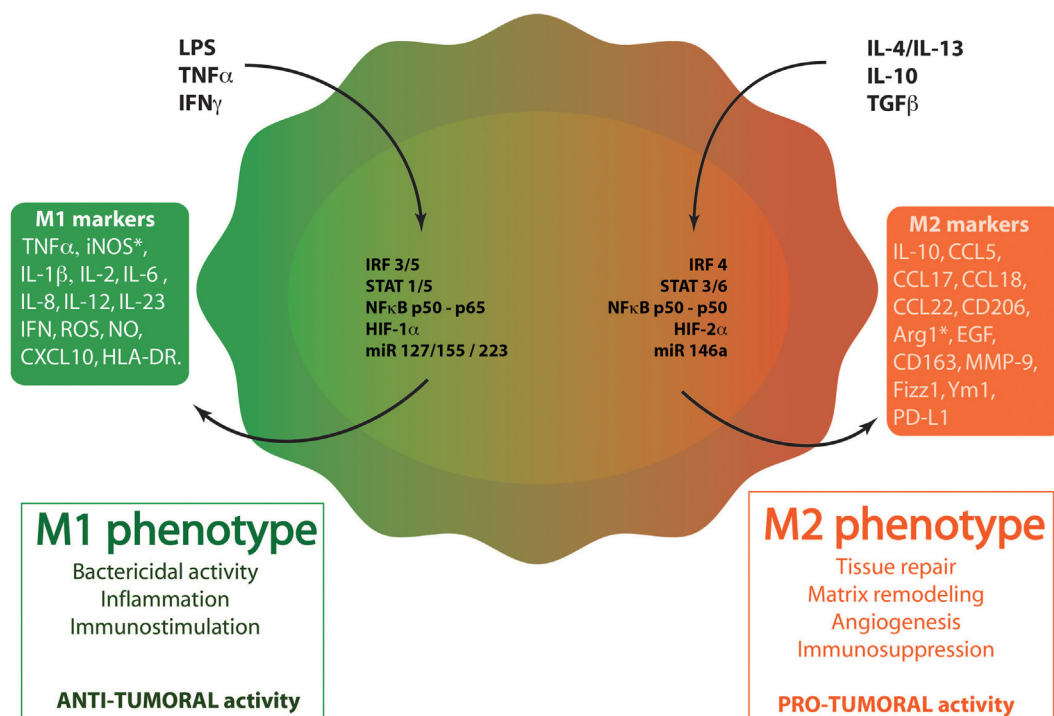 LPS
TNFα
IFNγ
IL-4/IL-13
IL-10
TGFβ
M1 markers
TNFα, iNOS*,
IL-1β, IL-2, IL-6 ,
IL-8, IL-12, IL-23
IFN, ROS, NO,
CXCL10, HLA-DR.
IRF 3/5
STAT 1/5
NFκB p50 - p65
HIF-1α
miR 127/155 / 223
IRF 4
STAT 3/6
NFκB p50 - p50
HIF-2α
miR 146a
M2 markers
IL-10, CCL5,
CCL17, CCL18,
CCL22, CD206,
Arg1*, EGF,
CD163, MMP-9,
Fizz1, Ym1,
PD-L1
M1 phenotype
Bactericidal activity
Inflammation
Immunostimulation
ANTI-TUMORAL activity
M2 phenotype
Tissue repair
Matrix remodeling
Angiogenesis
Immunosuppression
PRO-TUMORAL activity